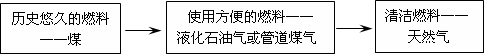 历史悠久的燃料
——煤
使用方便的燃料——
液化石油气或管道煤气
清洁燃料——
天然气